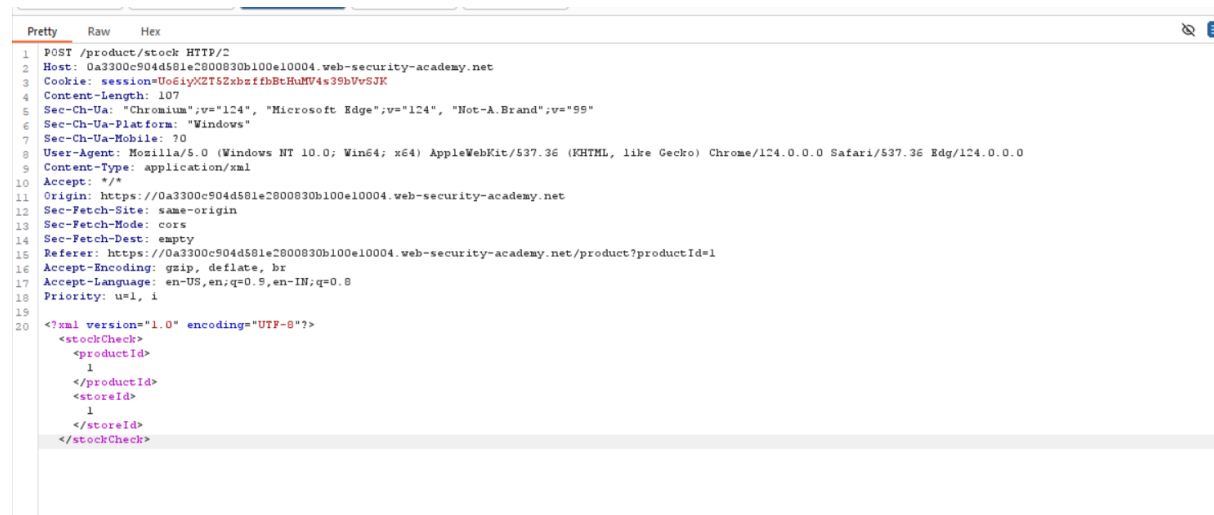 Pretty Raw Hex
1 POST /product/stock HTTP/2
2 Host: 0a3300c904d581e2800830b100e10004.web-security-academy.net
3 Cookie: session=Uo6iyXZT5ZxbzffbBtHuMV4s39bVvSJK
4 Content-Length: 107
5 Sec-Ch-Ua: "Chromium";v="124", "Microsoft Edge";v="124", "Not-A.Brand";v="99"
6 Sec-Ch-Ua-Platform: "Windows"
7 Sec-Ch-Ua-Mobile: ?0
8 User-Agent: Mozilla/5.0 (Windows NT 10.0; Win64; x64) AppleWebKit/537.36 (KHTML, like Gecko) Chrome/124.0.0.0 Safari/537.36 Edg/124.0.0.0
9 Content-Type: application/xml
10 Accept: */*
11 Origin: https://0a3300c904d581e2800830b100e10004.web-security-academy.net
12 Sec-Fetch-Site: same-origin
13 Sec-Fetch-Mode: cors
14 Sec-Fetch-Dest: empty
15 Referer: https://0a3300c904d581e2800830b100e10004.web-security-academy.net/product?productId=1
16 Accept-Encoding: gzip, deflate, br
17 Accept-Language: en-US,en;q=0.9,en-IN;q=0.8
18 Priority: u=1, i
19
20 <?xml version="1.0" encoding="UTF-8"?>
<stockCheck>
<productId>
1
</productId>
<storeId>
1
</storeId>
</stockCheck>